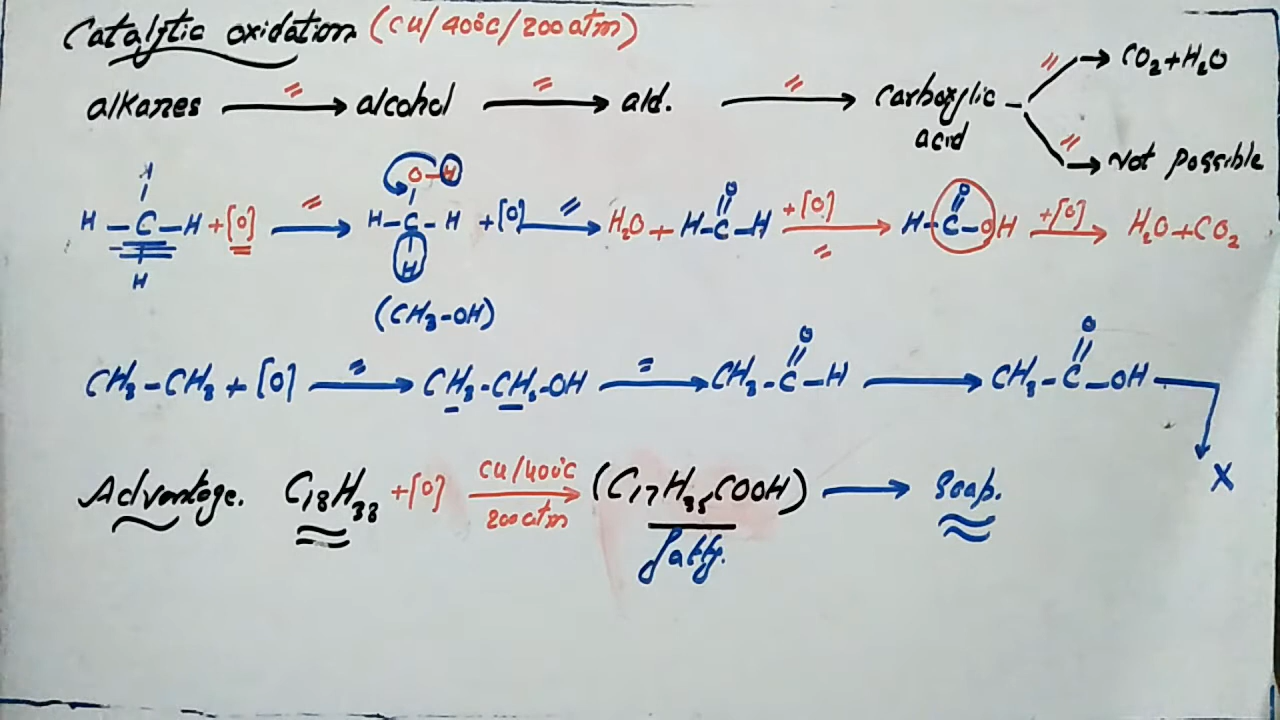 Catalytic oxidation (Cu/400°C/200 atm)
alkanes → alcohol → ald. → Carboxylic acid → CO₂+H₂O
→ Not possible
H
H-C-H +[O] → H-C-H +[O] → H₂O + H-C-H +[O] → H-C-OH +[O] → H₂O+CO₂
H
O-H
H
O
O
(CH₃-OH)
CH₃-CH₃ + [O] → CH₃-CH₂-OH → CH₃-C-H → CH₃-C-OH → X
O
O
Advantage. C₁₈H₃₈ +[O] Cu/400°C 200 atm → (C₁₇H₃₅COOH) → Soap.
fatty.